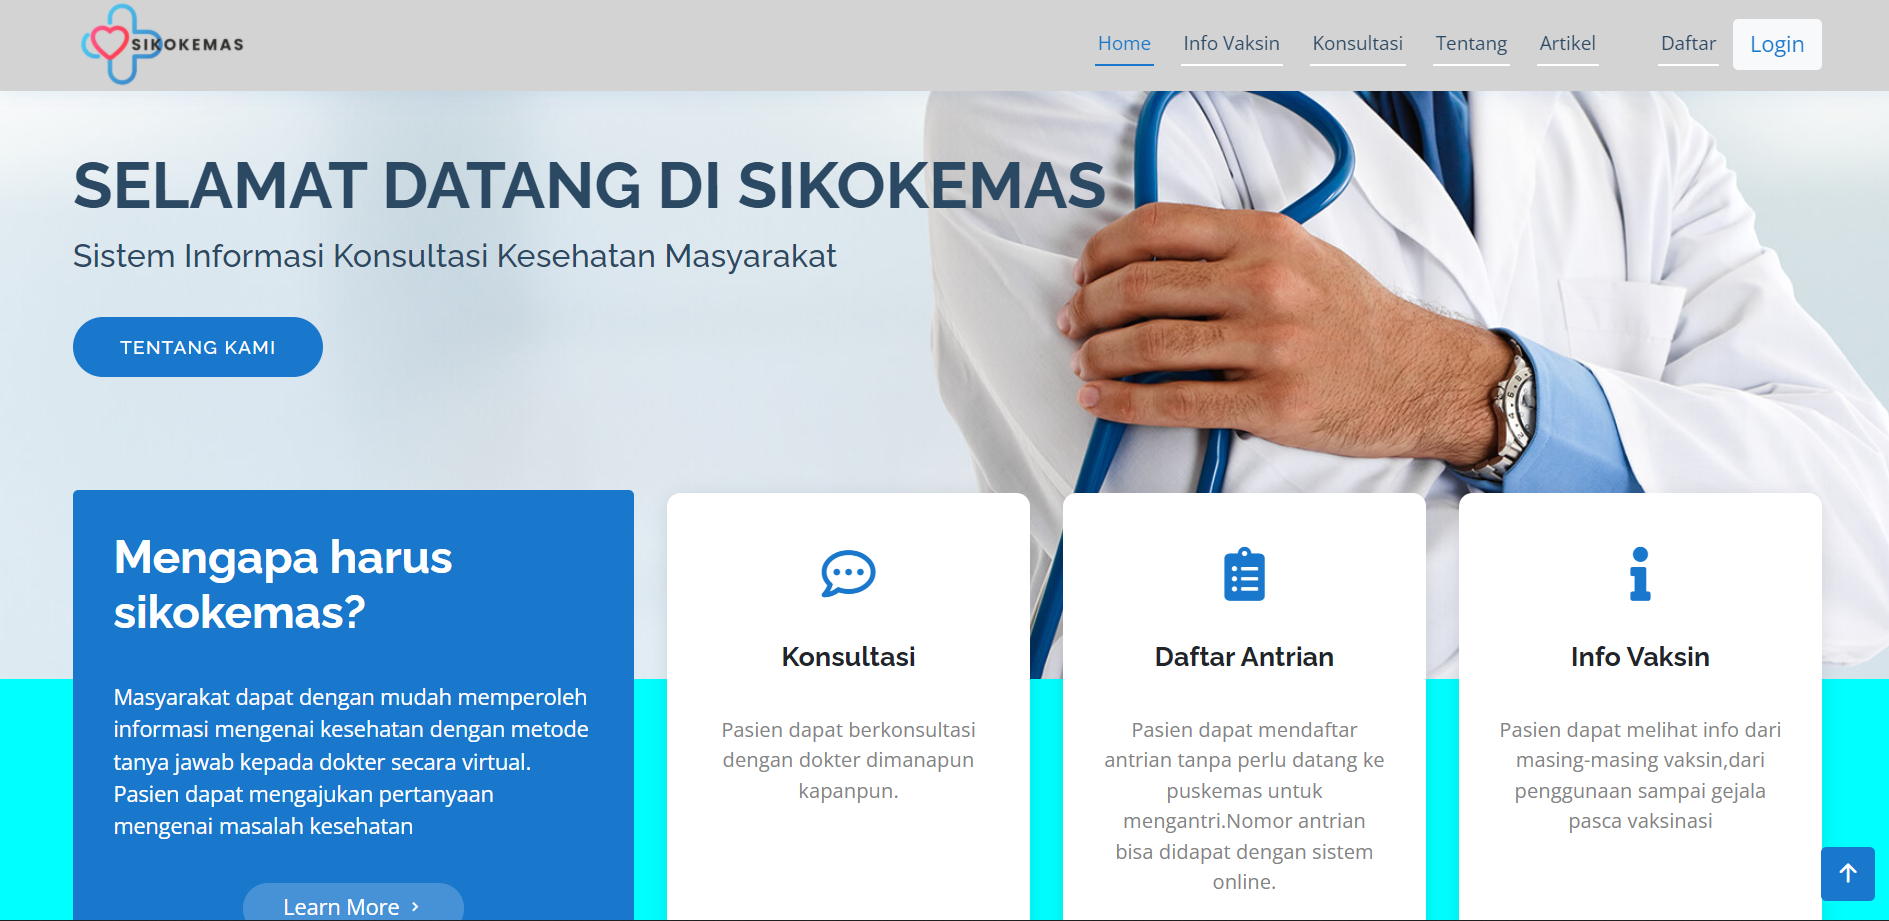 SIKOKEMAS
Home
Info Vaksin
Konsultasi
Tentang
Artikel
Daftar
Login
SELAMAT DATANG DI SIKOKEMAS
Sistem Informasi Konsultasi Kesehatan Masyarakat
TENTANG KAMI
Mengapa harus
sikokemas?
Masyarakat dapat dengan mudah memperoleh
informasi mengenai kesehatan dengan metode
tanya jawab kepada dokter secara virtual.
Pasien dapat mengajukan pertanyaan
mengenai masalah kesehatan
Learn More
Konsultasi
Pasien dapat berkonsultasi
dengan dokter dimanapun
kapanpun.
Daftar Antrian
Pasien dapat mendaftar
antrian tanpa perlu datang ke
puskemas untuk
mengantri.Nomor antrian
bisa didapat dengan sistem
online.
Info Vaksin
Pasien dapat melihat info dari
masing-masing vaksin,dari
penggunaan sampai gejala
pasca vaksinasi